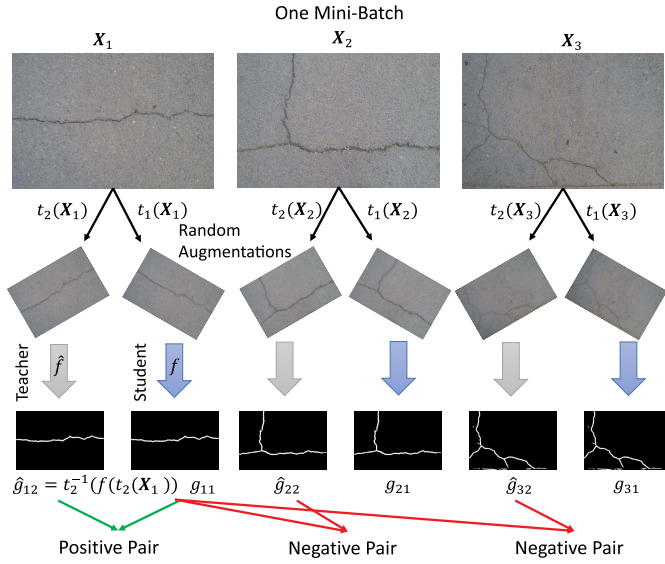 One Mini-Batch
X₁ X₂ X₃
t₂(X₁) t₁(X₁) t₂(X₂) t₁(X₂) t₂(X₃) t₁(X₃)
Random
Augmentations
Teacher f̂ Student f
ĝ₁₂ = t₂⁻¹(f(t₂(X₁ ))) g₁₁ ĝ₂₂ g₂₁ ĝ₃₂ g₃₁
Positive Pair Negative Pair Negative Pair